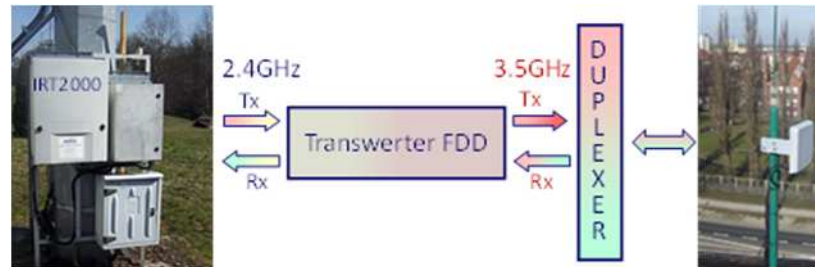 IRT2000
2.4GHz
Tx
Rx
Transwerter FDD
3.5GHz
Tx
Rx
DUPLEXER